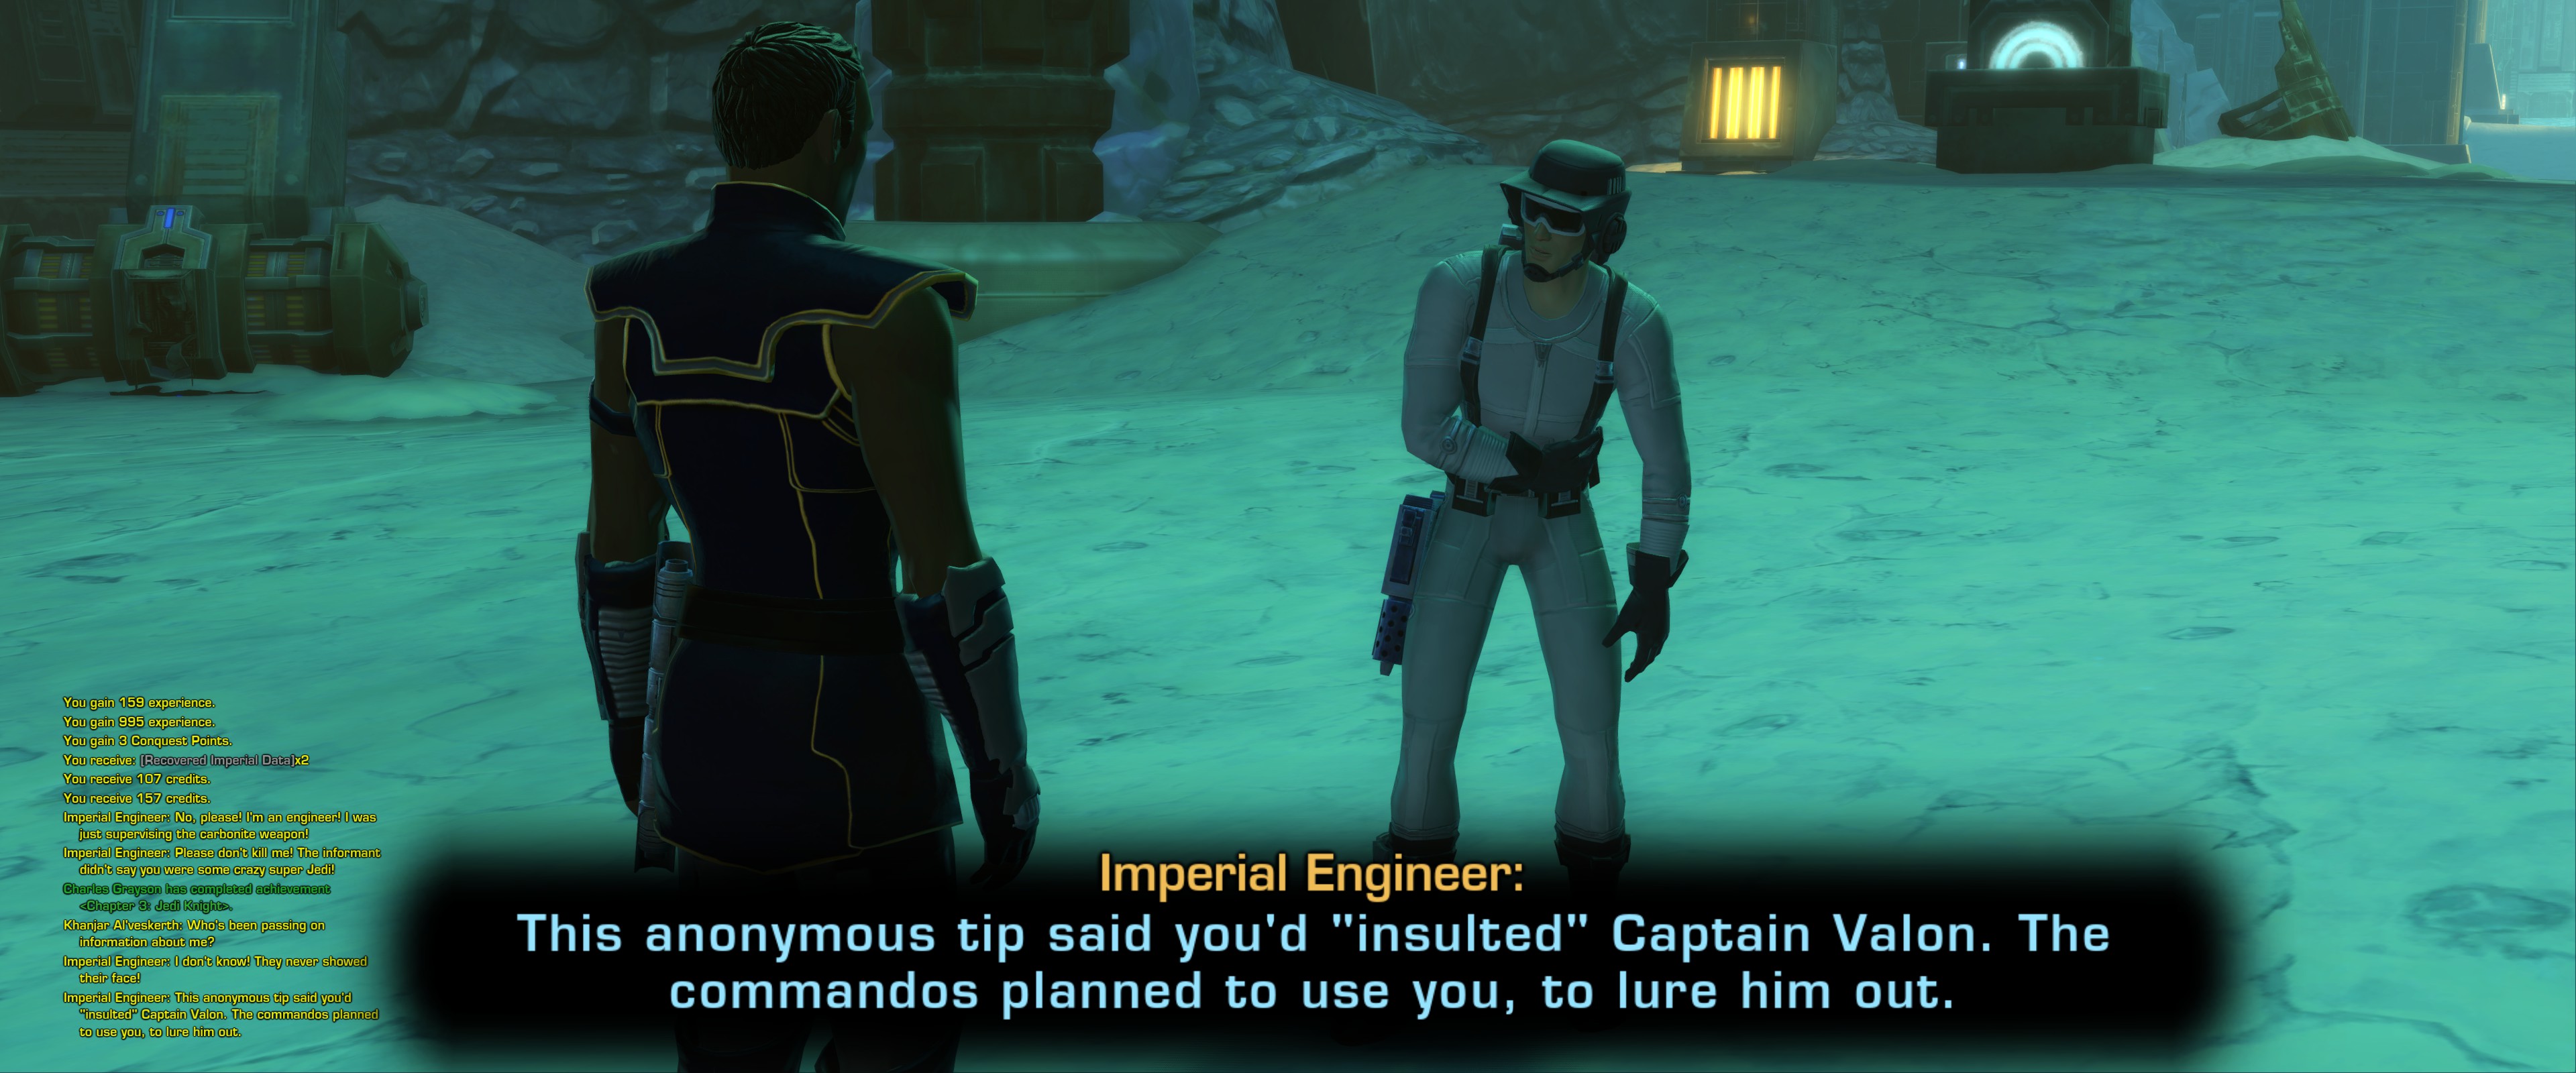 You gain 159 experience.
You gain 995 experience.
You gain 3 Conquest Points.
You receive: [Recovered Imperial Data]x2
You receive 107 credits.
You receive 157 credits.
Imperial Engineer: No, please! I'm an engineer! I was
just supervising the carbonite weapon!
Imperial Engineer: Please don't kill me! The informant
didn't say you were some crazy super Jedi!
Charles Grayson has completed achievement
<Chapter 3: Jedi Knight>.
Khanjar Al'veskerth: Who's been passing on
information about me?
Imperial Engineer: I don't know! They never showed
their face!
Imperial Engineer: This anonymous tip said you'd
"insulted" Captain Valon. The commandos planned
to use you, to lure him out.
Imperial Engineer:
This anonymous tip said you'd "insulted" Captain Valon. The
commandos planned to use you, to lure him out.